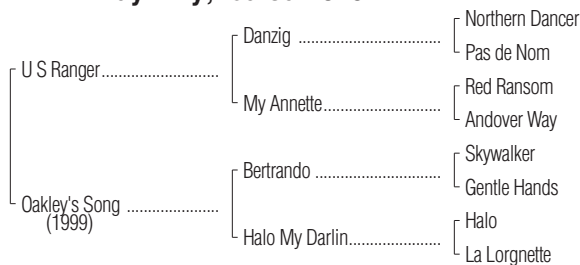 Northern Dancer
Danzig ................................
Pas de Nom
U S Ranger..........................
Red Ransom
My Annette..........................
Andover Way
Skywalker
Bertrando ............................
Gentle Hands
Oakley's Song ....................
(1999)
Halo
Halo My Darlin.....................
La Lorgnette